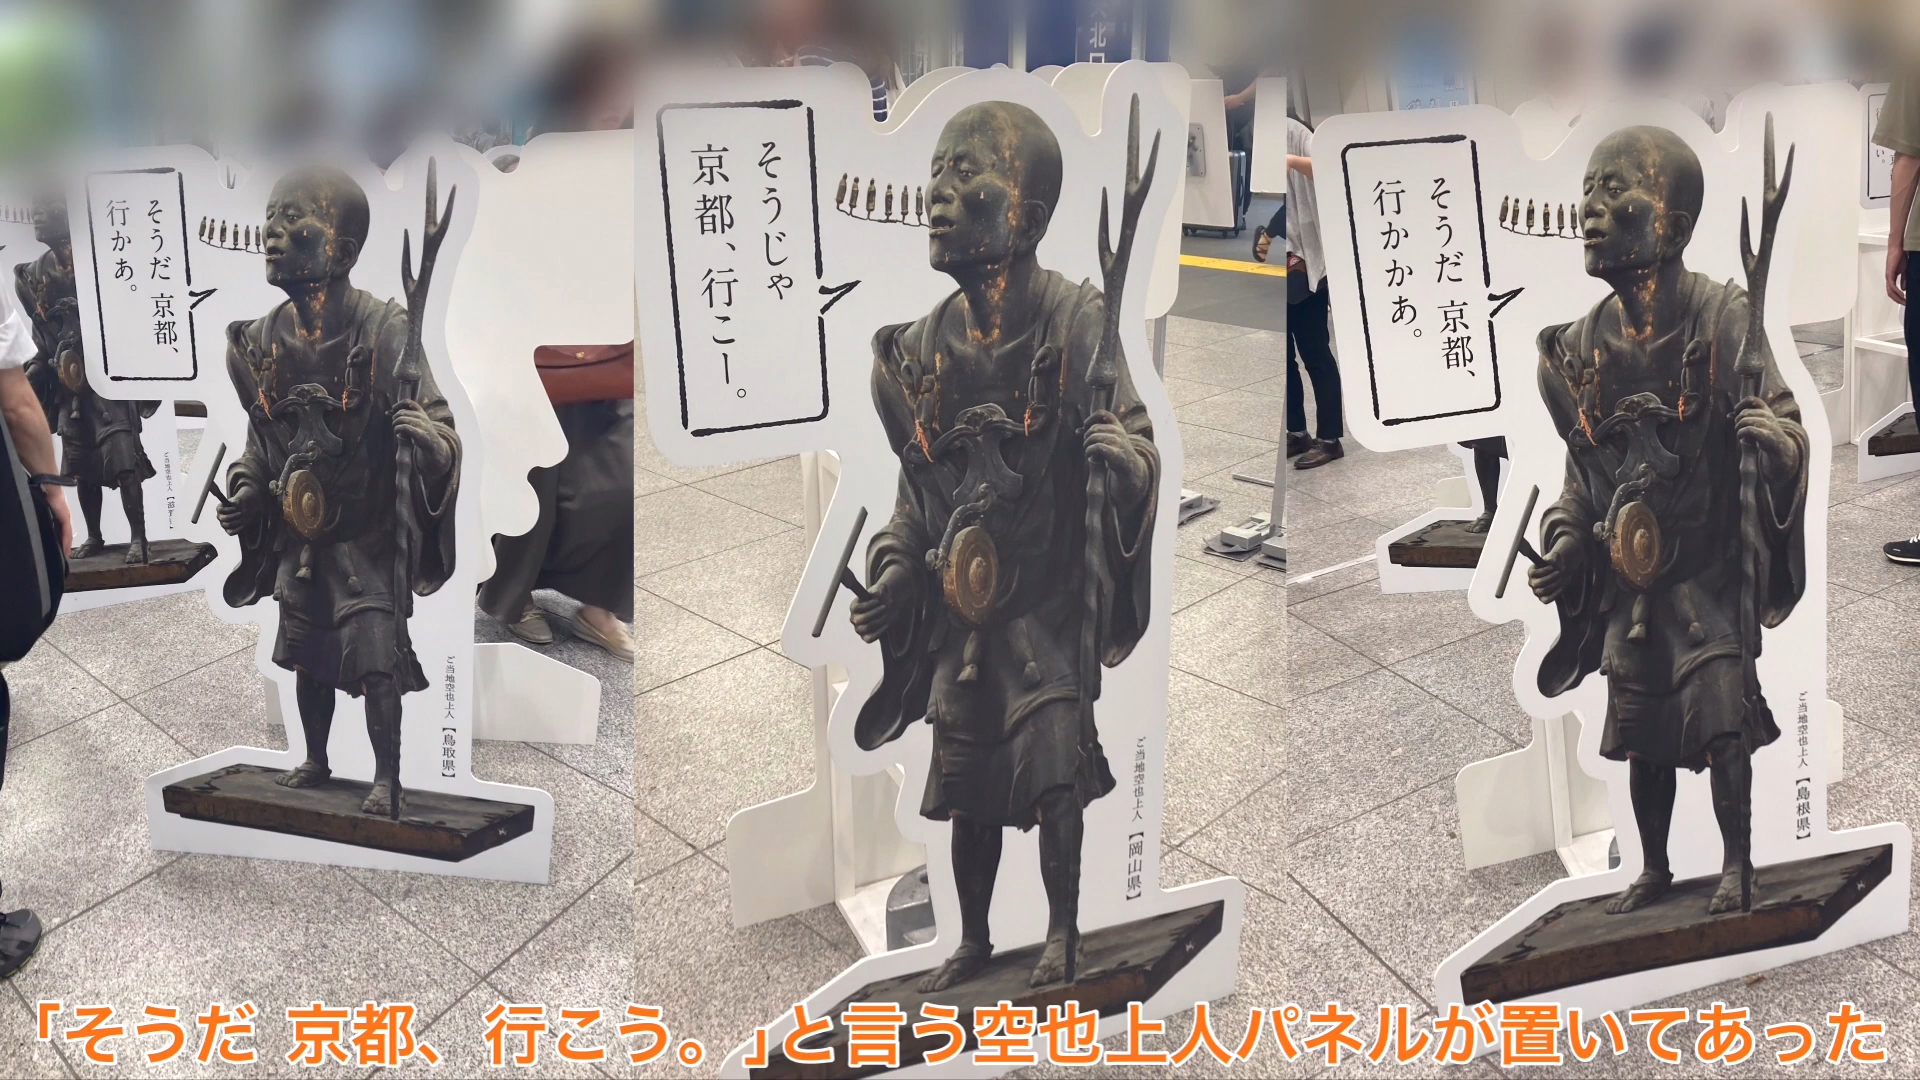 そうだ 京都、
行かあ。
ご当地空也上人【鳥取県】
そうじゃ
京都、行こー。
ご当地空也上人【岡山県】
そうだ 京都、
行かかあ。
ご当地空也上人【島根県】
「そうだ 京都、行こう。」と言う空也上人パネルが置いてあった